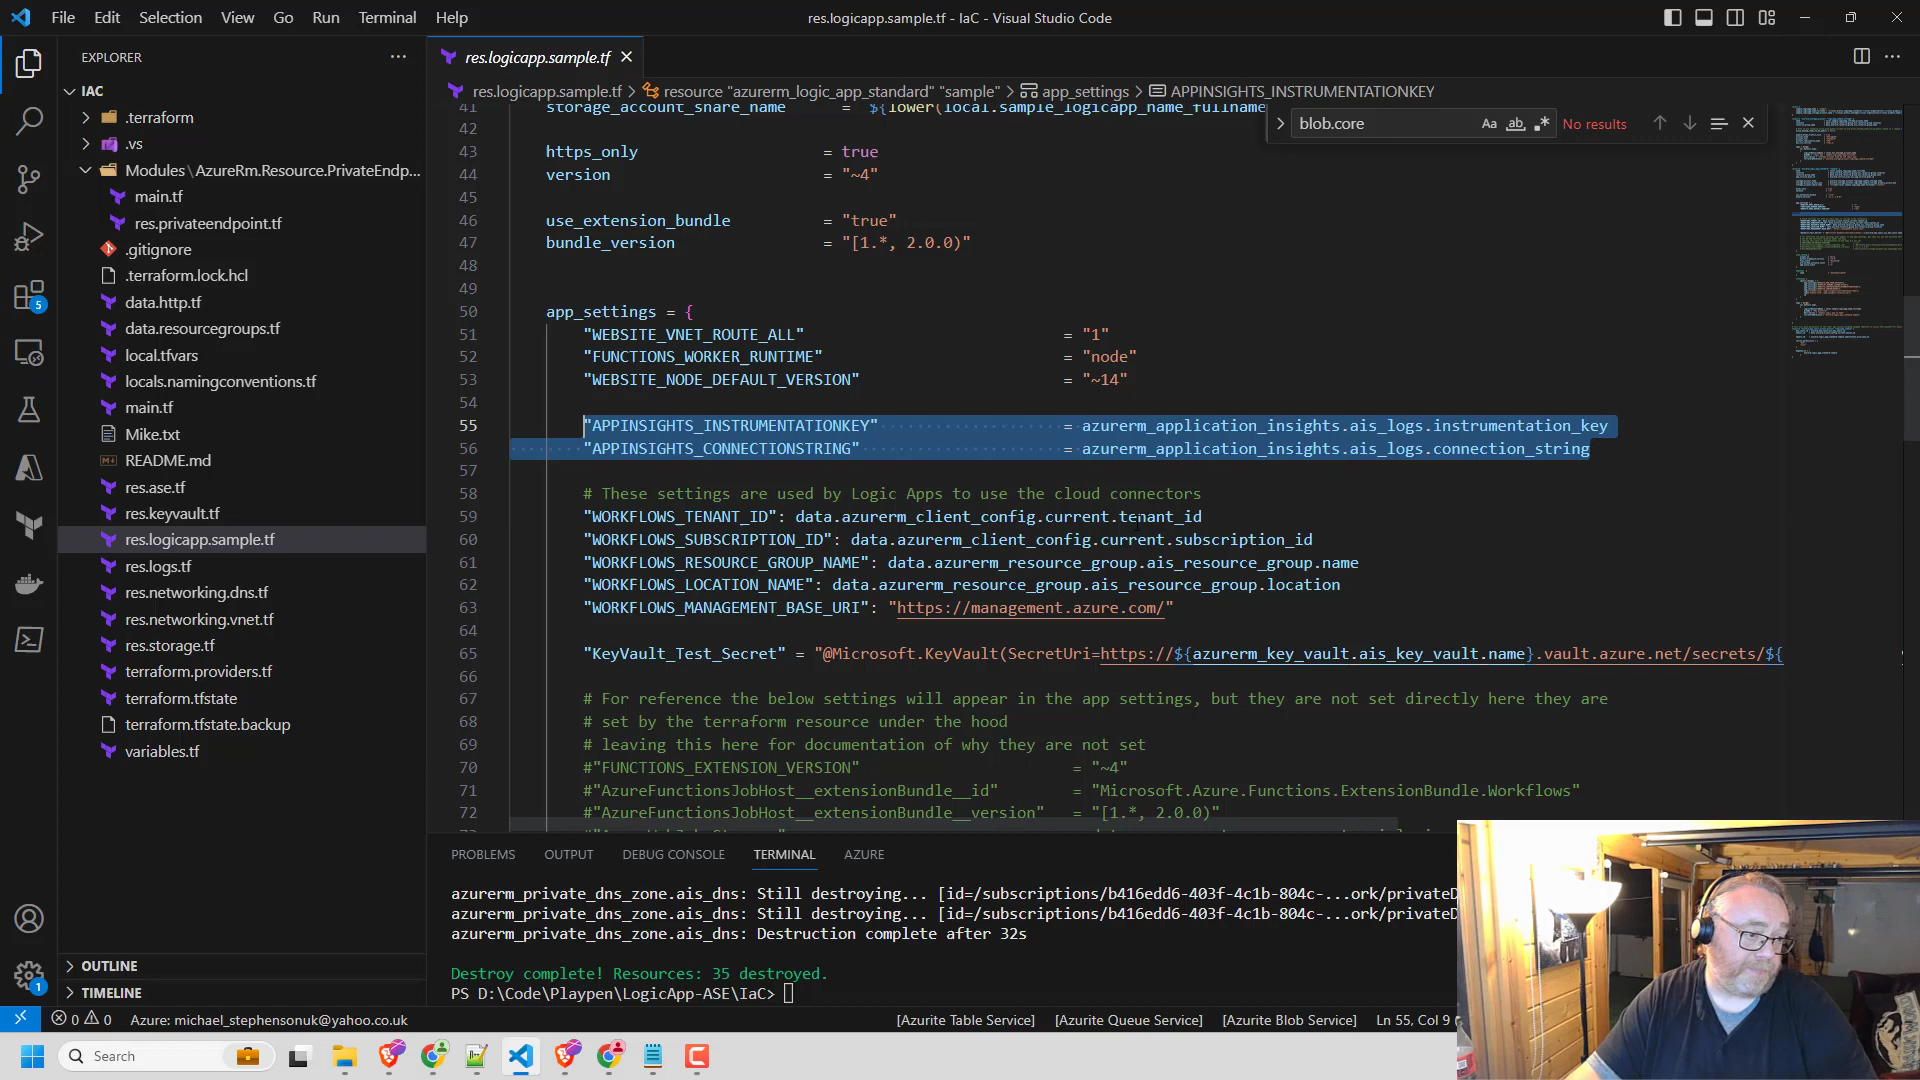 File Edit Selection View Go Run Terminal Help
res.logicapp.sample.tf - IaC - Visual Studio Code
EXPLORER
IAC
.terraform
.vs
Modules\AzureRm.Resource.PrivateEndp...
main.tf
res.privateendpoint.tf
.gitignore
.terraform.lock.hcl
data.http.tf
data.resourcegroups.tf
local.tfvars
locals.namingconventions.tf
main.tf
Mike.txt
README.md
res.ase.tf
res.keyvault.tf
res.logicapp.sample.tf
res.logs.tf
res.networking.dns.tf
res.networking.vnet.tf
res.storage.tf
terraform.providers.tf
terraform.tfstate
terraform.tfstate.backup
variables.tf
OUTLINE
TIMELINE
5
1
res.logicapp.sample.tf
res.logicapp.sample.tf > resource "azurerm_logic_app_standard" "sample" > app_settings > APPINSIGHTS_INSTRUMENTATIONKEY
blob.core
Aa ab No results
41 storage_account_share_name = ${lower(local.sample_logicapp_name_fullname
42
43 https_only = true
44 version = "~4"
45
46 use_extension_bundle = "true"
47 bundle_version = "[1.*, 2.0.0)"
48
49
50 app_settings = {
51 "WEBSITE_VNET_ROUTE_ALL" = "1"
52 "FUNCTIONS_WORKER_RUNTIME" = "node"
53 "WEBSITE_NODE_DEFAULT_VERSION" = "~14"
54
55 "APPINSIGHTS_INSTRUMENTATIONKEY" = azurerm_application_insights.ais_logs.instrumentation_key
56 "APPINSIGHTS_CONNECTIONSTRING" = azurerm_application_insights.ais_logs.connection_string
57
58 # These settings are used by Logic Apps to use the cloud connectors
59 "WORKFLOWS_TENANT_ID": data.azurerm_client_config.current.tenant_id
60 "WORKFLOWS_SUBSCRIPTION_ID": data.azurerm_client_config.current.subscription_id
61 "WORKFLOWS_RESOURCE_GROUP_NAME": data.azurerm_resource_group.ais_resource_group.name
62 "WORKFLOWS_LOCATION_NAME": data.azurerm_resource_group.ais_resource_group.location
63 "WORKFLOWS_MANAGEMENT_BASE_URI": "https://management.azure.com/"
64
65 "KeyVault_Test_Secret" = "@Microsoft.KeyVault(SecretUri=https://${azurerm_key_vault.ais_key_vault.name}.vault.azure.net/secrets/${
66
67 # For reference the below settings will appear in the app settings, but they are not set directly here they are
68 # set by the terraform resource under the hood
69 # leaving this here for documentation of why they are not set
70 #"FUNCTIONS_EXTENSION_VERSION" = "~4"
71 #"AzureFunctionsJobHost__extensionBundle__id" = "Microsoft.Azure.Functions.ExtensionBundle.Workflows"
72 #"AzureFunctionsJobHost__extensionBundle__version" = "[1.*, 2.0.0)"
PROBLEMS OUTPUT DEBUG CONSOLE TERMINAL AZURE
azurerm_private_dns_zone.ais_dns: Still destroying... [id=/subscriptions/b416edd6-403f-4c1b-804c-...ork/privateD
azurerm_private_dns_zone.ais_dns: Still destroying... [id=/subscriptions/b416edd6-403f-4c1b-804c-...ork/privateD
azurerm_private_dns_zone.ais_dns: Destruction complete after 32s
Destroy complete! Resources: 35 destroyed.
PS D:\Code\Playpen\LogicApp-ASE\IaC>
0 0 Azure: michael_stephensonuk@yahoo.co.uk
[Azurite Table Service] [Azurite Queue Service] [Azurite Blob Service] Ln 55, Col 9
Search